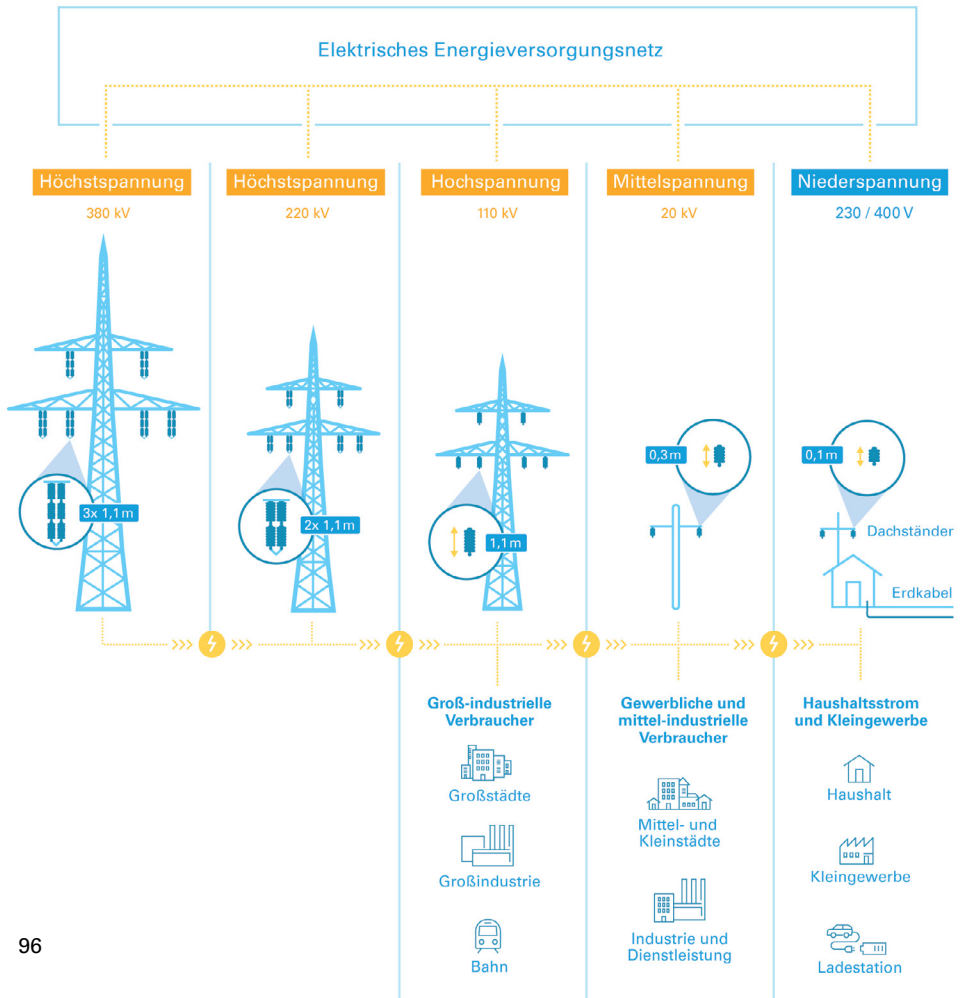 Elektrisches Energieversorgungsnetz
Höchstspannung
380 kV
Höchstspannung
220 kV
Hochspannung
110 kV
Mittelspannung
20 kV
Niederspannung
230 / 400 V
3x 1,1 m
2x 1,1 m
1,1 m
0,3 m
0,1 m
Dachständer
Erdkabel
Groß-industrielle
Verbraucher
Großstädte
Großindustrie
Bahn
Gewerbliche und
mittel-industrielle
Verbraucher
Mittel- und
Kleinstädte
Industrie und
Dienstleistung
Haushaltsstrom
und Kleingewerbe
Haushalt
Kleingewerbe
Ladestation
96